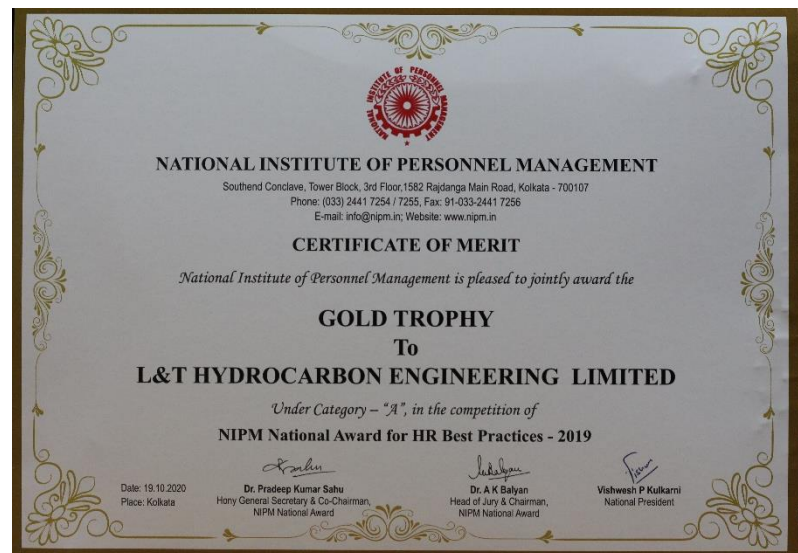 NATIONAL INSTITUTE OF PERSONNEL MANAGEMENT
NATIONAL INSTITUTE OF PERSONNEL MANAGEMENT
Southend Conclave, Tower Block, 3rd Floor,1582 Rajdanga Main Road, Kolkata - 700107
Phone: (033) 2441 7254 / 7255, Fax: 91-033-2441 7256
E-mail: info@nipm.in; Website: www.nipm.in
CERTIFICATE OF MERIT
National Institute of Personnel Management is pleased to jointly award the
GOLD TROPHY
To
L&T HYDROCARBON ENGINEERING LIMITED
Under Category – “A”, in the competition of
NIPM National Award for HR Best Practices - 2019
Date: 19.10.2020
Place: Kolkata
Dr. Pradeep Kumar Sahu
Hony General Secretary & Co-Chairman,
NIPM National Award
Dr. A K Balyan
Head of Jury & Chairman,
NIPM National Award
Vishwesh P Kulkarni
National President